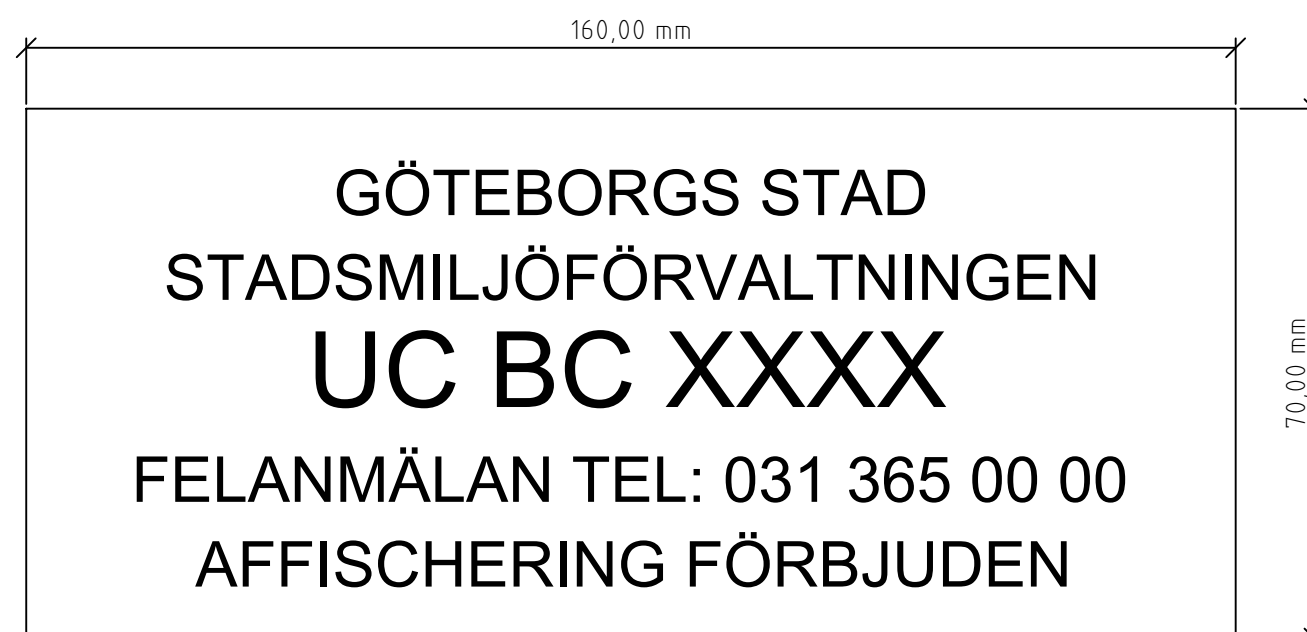 160,00 mm
GÖTEBORGS STAD
STADSMILJÖFÖRVALTNINGEN
UC BC XXXX
70,00 mm
FELANMÄLAN TEL: 031 365 00 00
AFFISCHERING FÖRBJUDEN